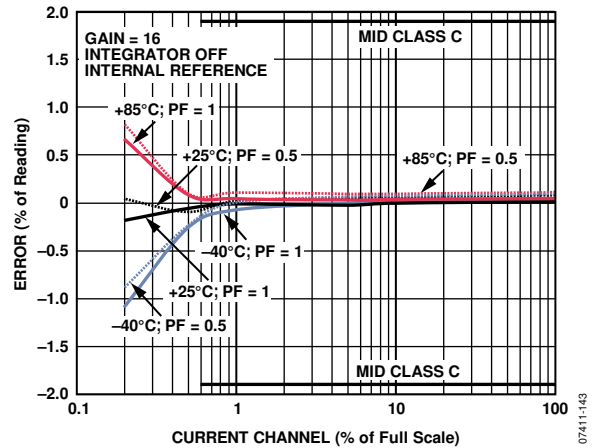 2.0
1.5
1.0
0.5
0
–0.5
–1.0
–1.5
–2.0
ERROR (% of Reading)
GAIN = 16
INTEGRATOR OFF
INTERNAL REFERENCE
MID CLASS C
+85°C; PF = 1
+25°C; PF = 0.5
+85°C; PF = 0.5
–40°C; PF = 1
+25°C; PF = 1
–40°C; PF = 0.5
MID CLASS C
0.1
1
10
100
CURRENT CHANNEL (% of Full Scale)
07411-143